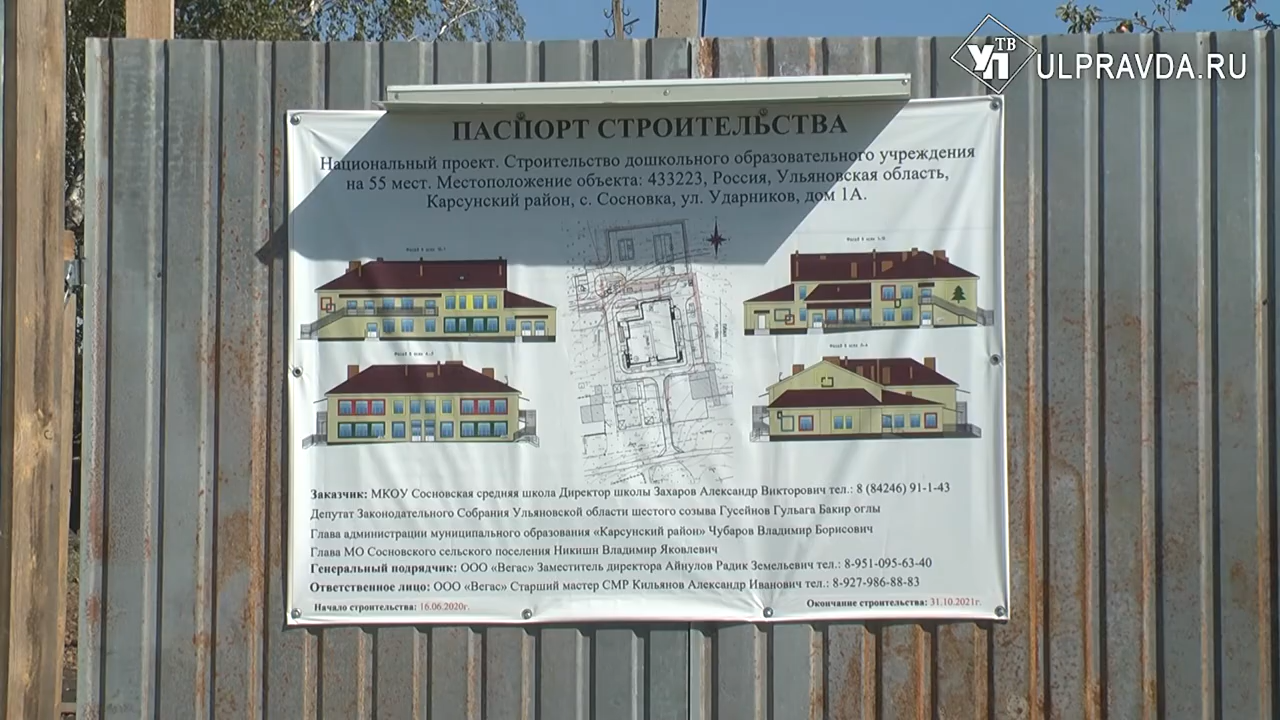 УП ТВ ULPRAVDA.RU
ПАСПОРТ СТРОИТЕЛЬСТВА
Национальный проект. Строительство дошкольного образовательного учреждения
на 55 мест. Местоположение объекта: 433223, Россия, Ульяновская область,
Карсунский район, с. Сосновка, ул. Ударников, дом 1А.
Заказчик: МКОУ Сосновская средняя школа Директор школы Захаров Александр Викторович тел.: 8 (84246) 91-1-43
Депутат Законодательного Собрания Ульяновской области шестого созыва Гусейнов Гульага Бакир оглы
Глава администрации муниципального образования «Карсунский район» Чубаров Владимир Борисович
Глава МО Сосновского сельского поселения Никишн Владимир Яковлевич
Генеральный подрядчик: ООО «Вегас» Заместитель директора Айнулов Радик Земельевич тел.: 8-951-095-63-40
Ответственное лицо: ООО «Вегас» Старший мастер СМР Кильянов Александр Иванович тел.: 8-927-986-88-83
Начало строительства: 16.06.2020г.
Окончание строительства: 31.10.2021г.